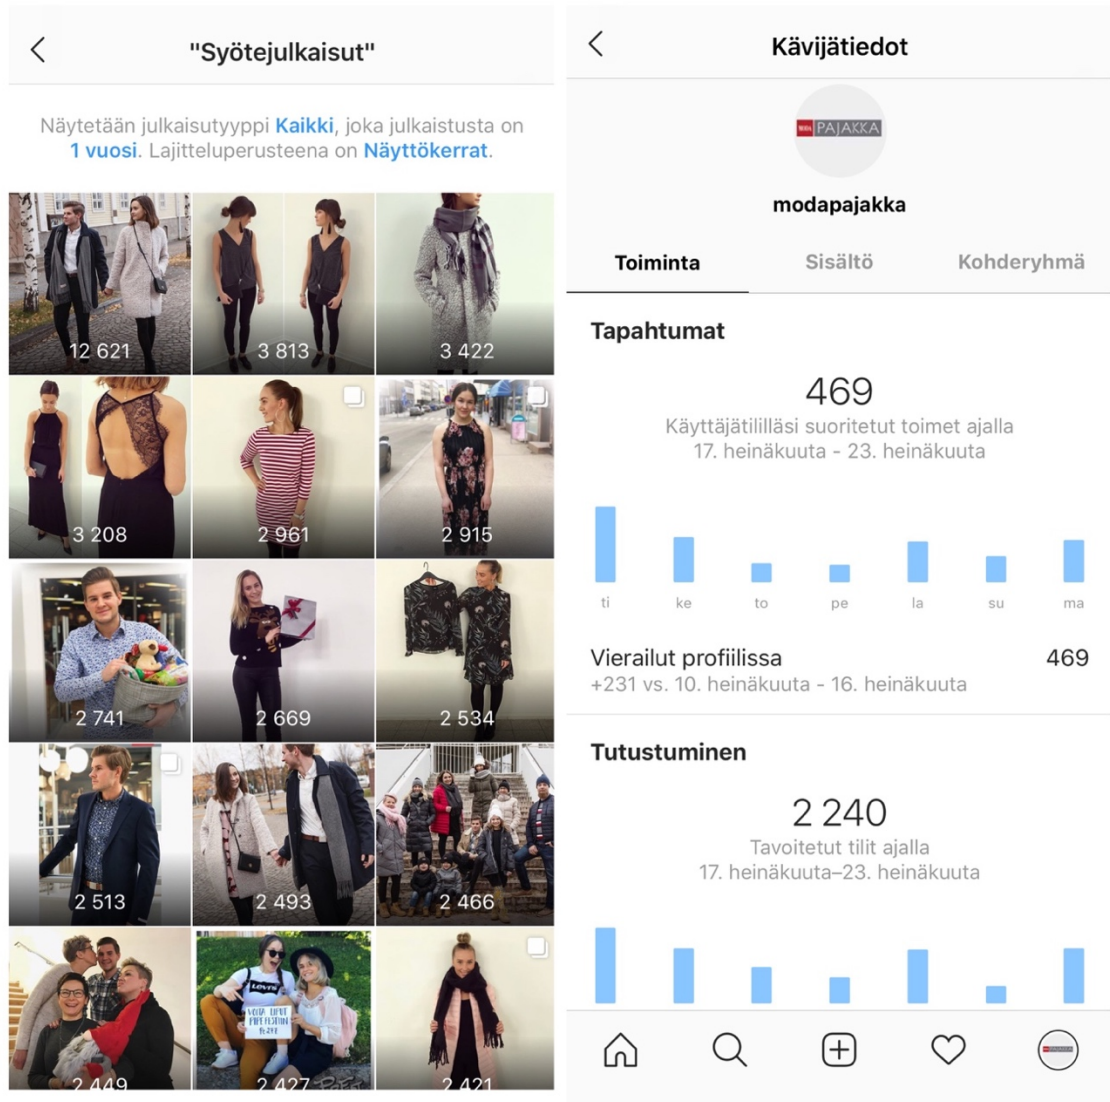 "Syötejulkaisut"
Näytetään julkaisutyyppi Kaikki, joka julkaistusta on
1 vuosi. Lajitteluperusteena on Näyttökerrat.
12 621
3 813
3 422
3 208
2 961
2 915
2 741
2 669
2 534
2 513
2 493
2 466
LOVI'S
VOITA LIPUT
2 449
2 427
2 421
Kävijätiedot
MODA PAJAKKA
modapajakka
Toiminta
Sisältö
Kohderyhmä
Tapahtumat
469
Käyttäjätililläsi suoritetut toimet ajalla
17. heinäkuuta - 23. heinäkuuta
ti ke to pe la su ma
Vierailut profiilissa 469
+231 vs. 10. heinäkuuta - 16. heinäkuuta
Tutustuminen
2 240
Tavoitetut tilit ajalla
17. heinäkuuta–23. heinäkuuta